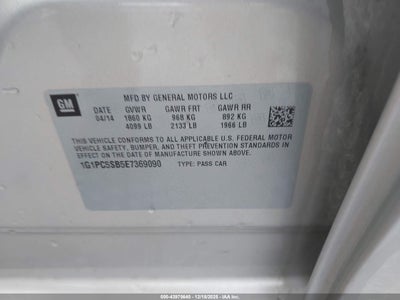 GM
MFD BY GENERAL MOTORS LLC
DATE GVWR GAWR FRT GAWR RR
04/14 1860 KG 968 KG 892 KG
4099 LB 2133 LB 1966 LB
THIS VEHICLE CONFORMS TO ALL APPLICABLE U.S. FEDERAL MOTOR
VEHICLE SAFETY, BUMPER, AND THEFT PREVENTION STANDARDS
IN EFFECT ON THE DATE OF MANUFACTURE SHOWN ABOVE.
1G1PC5SB5E7369090 TYPE: PASS CAR